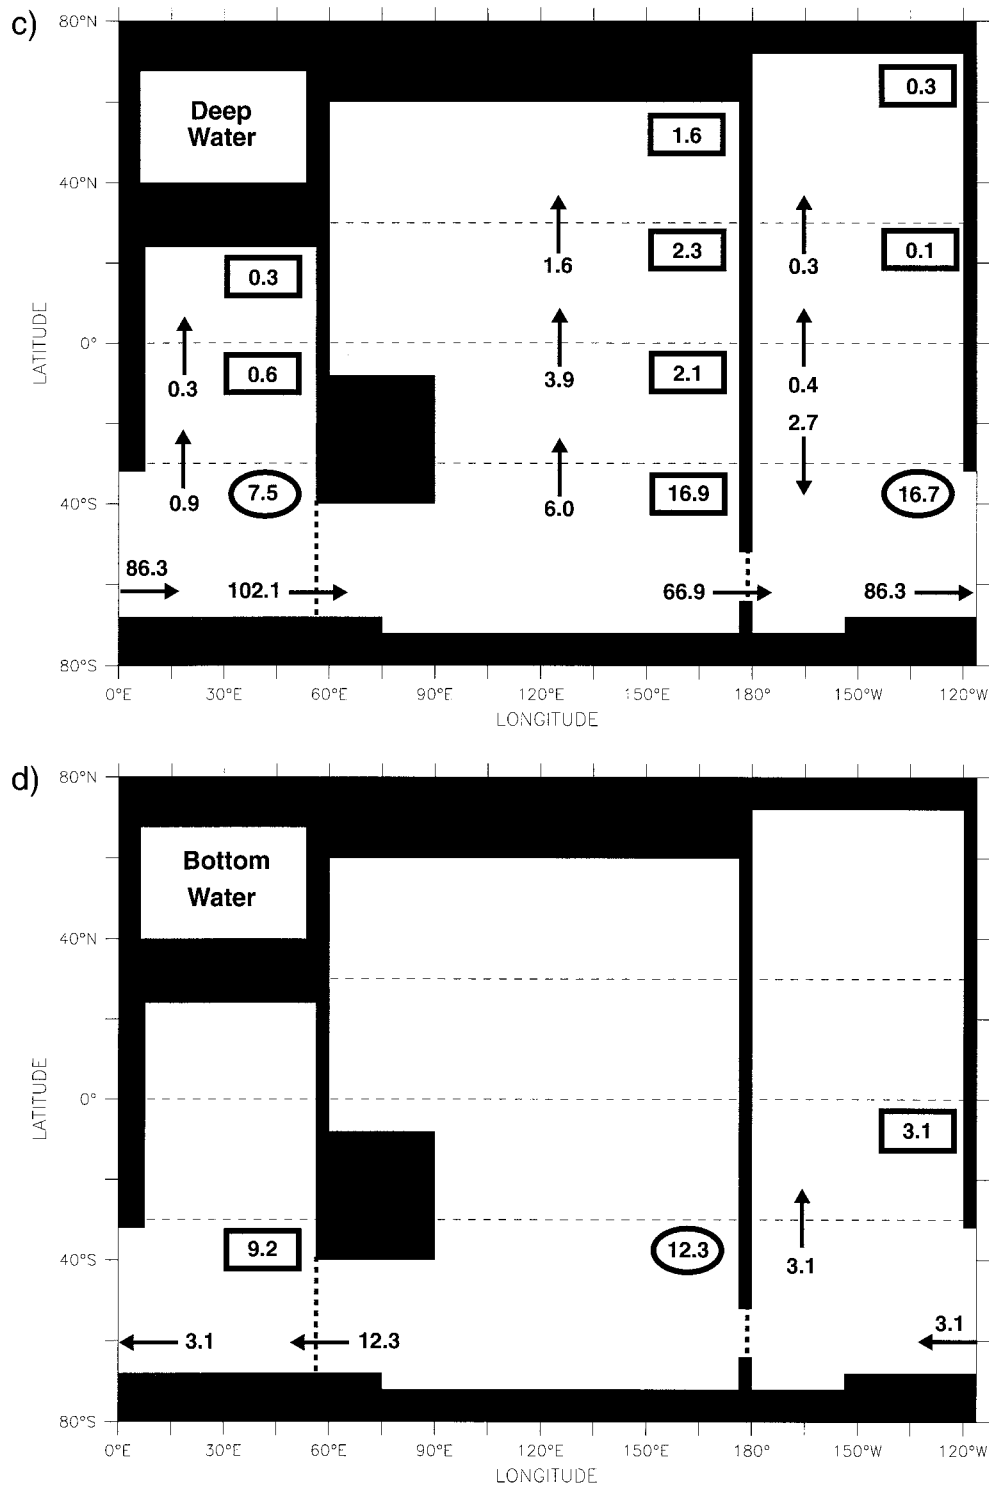 c)
80°N
Deep
Water
0.3
1.6
40°N
1.6
2.3
0.3
0.1
0.3
LATITUDE
0°
0.6
0.3
3.9
2.1
0.4
2.7
40°S
0.9
7.5
6.0
16.9
16.7
86.3
102.1
66.9
86.3
80°S
0°E 30°E 60°E 90°E 120°E 150°E 180° 150°W 120°W
LONGITUDE
d)
80°N
Bottom
Water
40°N
LATITUDE
0°
3.1
40°S
9.2
12.3
3.1
3.1
12.3
3.1
80°S
0°E 30°E 60°E 90°E 120°E 150°E 180° 150°W 120°W
LONGITUDE